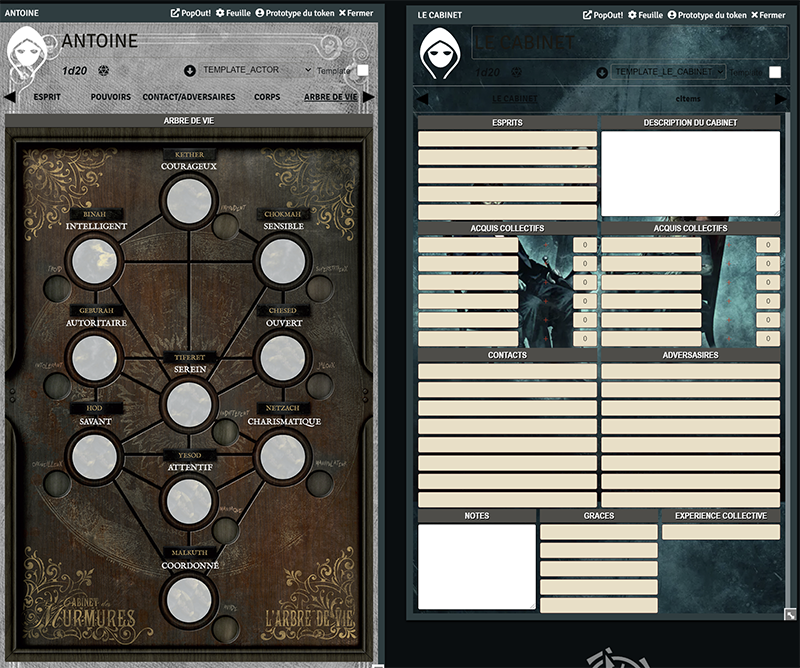 ANTOINE
PopOut! Feuille Prototype du token Fermer
ANTOINE
1d20
TEMPLATE_ACTOR
Template
ESPRIT POUVOIRS CONTACT/ADVERSAIRES CORPS ARBRE DE VIE
ARBRE DE VIE
KETHER
COURAGEUX
IMPRUDENT
BINAH
INTELLIGENT
CHOKMAH
SENSIBLE
GEBURAH
AUTORITAIRE
CHESED
OUVERT
TIFERET
SEREIN
INDIFFERENT
HOD
SAVANT
NETZACH
CHARISMATIQUE
MANIPULATEUR
YESOD
ATTENTIF
MALKUTH
COORDONNÉ
CABINET des
MURMURES
L'ARBRE DE VIE
LE CABINET
PopOut! Feuille Prototype du token Fermer
LE CABINET
1d20
TEMPLATE_LE_CABINET
Template
LE CABINET cItems
ESPRITS
DESCRIPTION DU CABINET
ACQUIS COLLECTIFS
0
0
0
0
0
0
ACQUIS COLLECTIFS
0
0
0
0
0
0
CONTACTS
ADVERSASIRES
NOTES
GRACES
EXPERIENCE COLLECTIVE